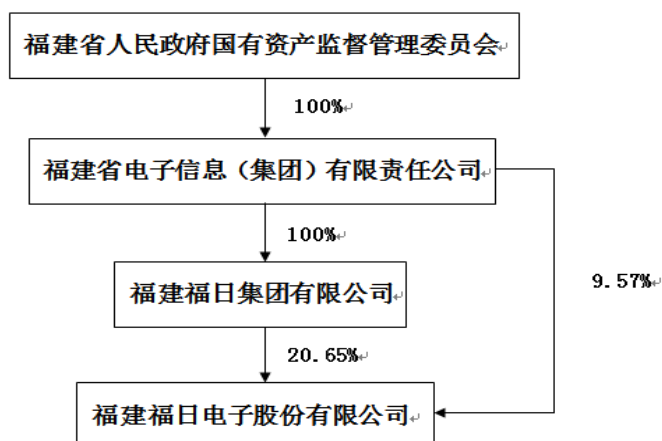 福建省人民政府国有资产监督管理委员会
100%
福建省电子信息（集团）有限责任公司
100%
9.57%
福建福日集团有限公司
20.65%
福建福日电子股份有限公司